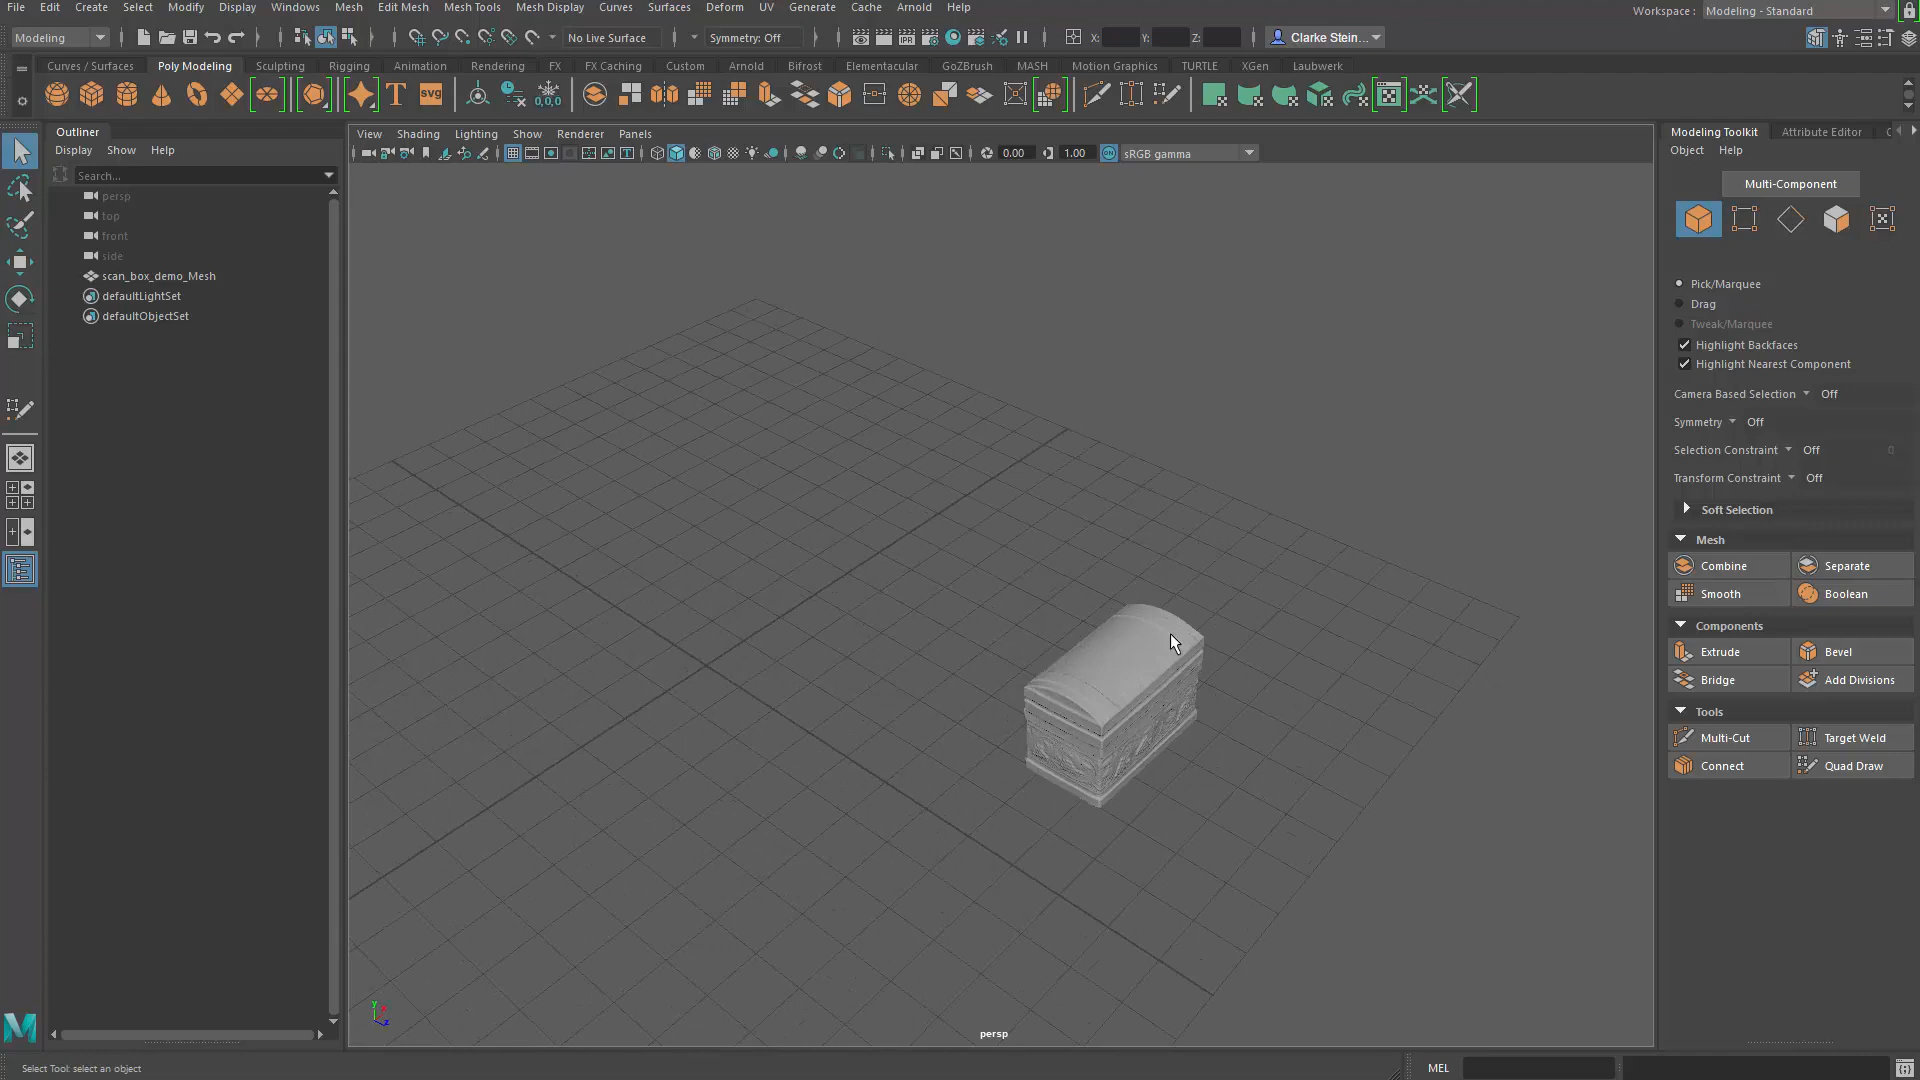 File Edit Create Select Modify Display Windows Mesh Edit Mesh Mesh Tools Mesh Display Curves Surfaces Deform UV Generate Cache Arnold Help
Workspace : Modeling - Standard
Modeling No Live Surface Symmetry: Off X: Y: Z: Clarke Stein...
Curves / Surfaces Poly Modeling Sculpting Rigging Animation Rendering FX FX Caching Custom Arnold Bifrost Elementacular GoZBrush MASH Motion Graphics TURTLE XGen Laubwerk
T svg 0,0,0
Outliner
Display Show Help
Search...
persp
top
front
side
scan_box_demo_Mesh
defaultLightSet
defaultObjectSet
View Shading Lighting Show Renderer Panels
0.00 1.00 ON sRGB gamma
y
z
persp
Modeling Toolkit Attribute Editor
Object Help
Multi-Component
Pick/Marquee
Drag
Tweak/Marquee
Highlight Backfaces
Highlight Nearest Component
Camera Based Selection Off
Symmetry Off
Selection Constraint Off 0
Transform Constraint Off
Soft Selection
Mesh
Combine Separate
Smooth Boolean
Components
Extrude Bevel
Bridge Add Divisions
Tools
Multi-Cut Target Weld
Connect Quad Draw
M
Select Tool: select an object
MEL